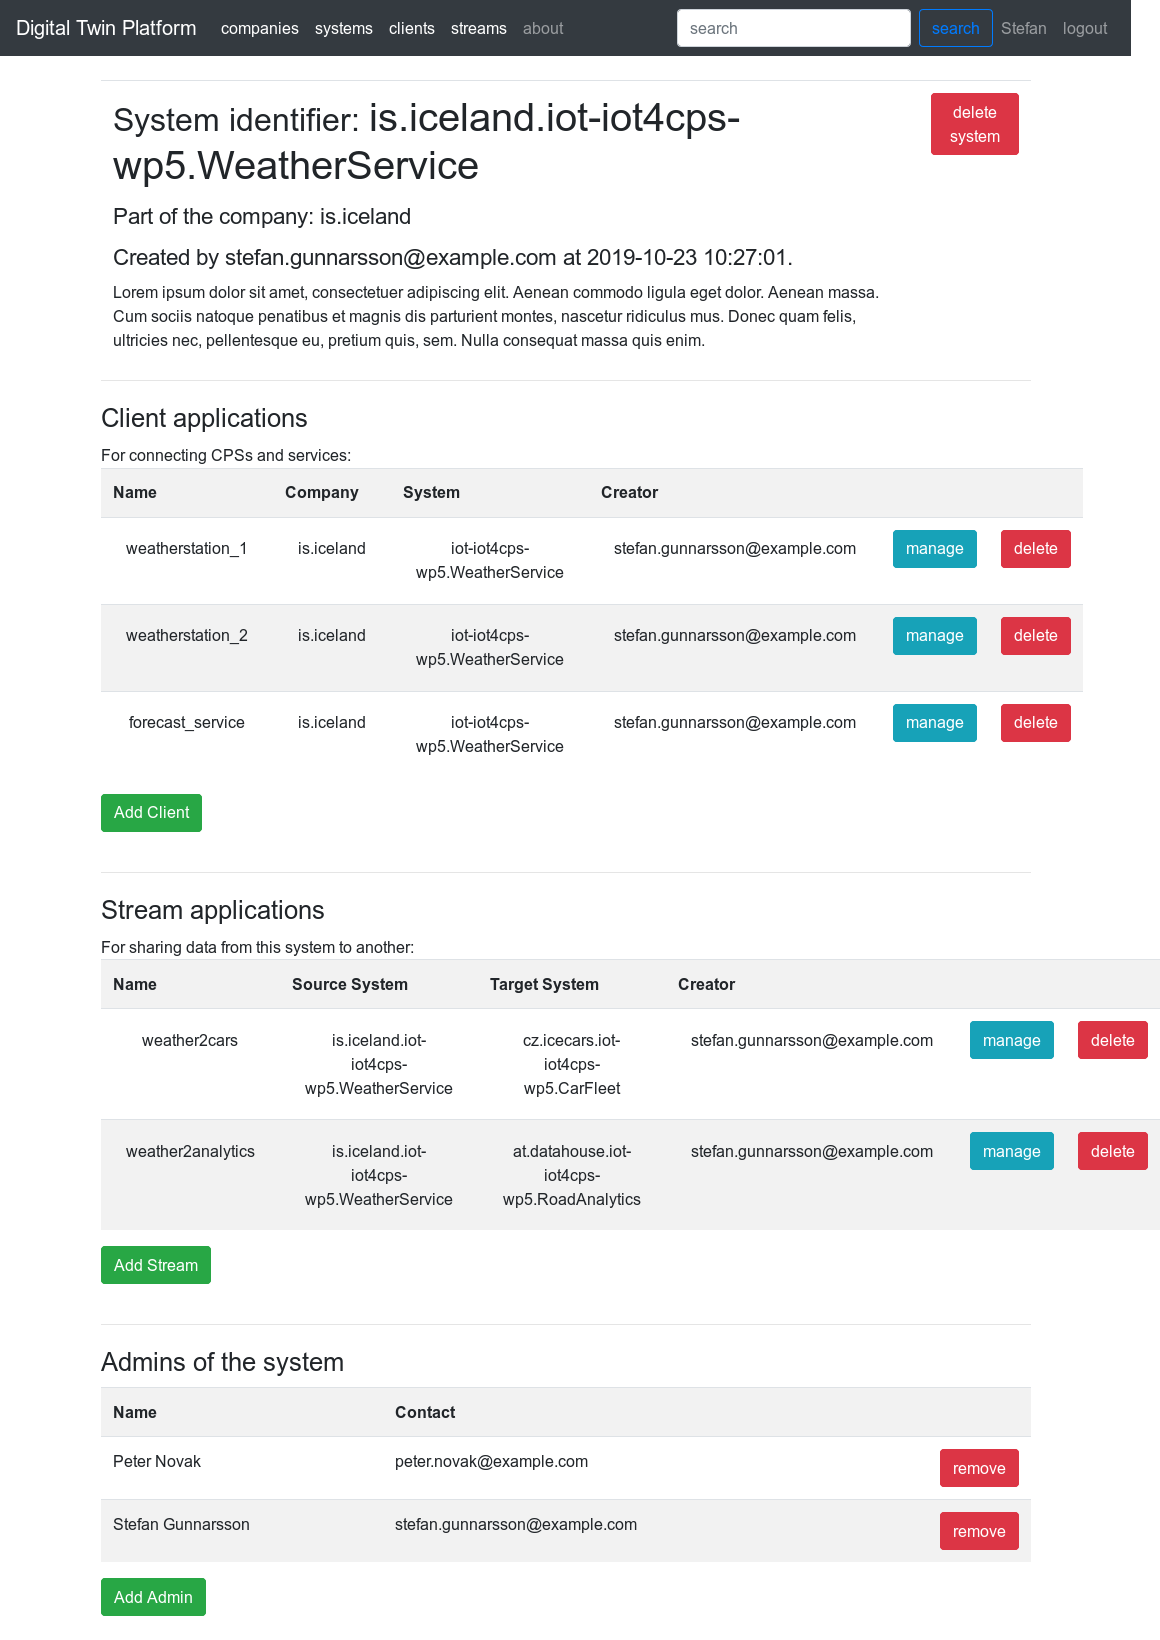 Digital Twin Platform companies systems clients streams about search search Stefan logout
System identifier: is.iceland.iot-iot4cps-
wp5.WeatherService
delete
system
Part of the company: is.iceland
Created by stefan.gunnarsson@example.com at 2019-10-23 10:27:01.
Lorem ipsum dolor sit amet, consectetuer adipiscing elit. Aenean commodo ligula eget dolor. Aenean massa.
Cum sociis natoque penatibus et magnis dis parturient montes, nascetur ridiculus mus. Donec quam felis,
ultricies nec, pellentesque eu, pretium quis, sem. Nulla consequat massa quis enim.
Client applications
For connecting CPSs and services:
Name Company System Creator
weatherstation_1 is.iceland iot-iot4cps- stefan.gunnarsson@example.com manage delete
wp5.WeatherService
weatherstation_2 is.iceland iot-iot4cps- stefan.gunnarsson@example.com manage delete
wp5.WeatherService
forecast_service is.iceland iot-iot4cps- stefan.gunnarsson@example.com manage delete
wp5.WeatherService
Add Client
Stream applications
For sharing data from this system to another:
Name Source System Target System Creator
weather2cars is.iceland.iot- cz.icecars.iot- stefan.gunnarsson@example.com manage delete
iot4cps- iot4cps-
wp5.WeatherService wp5.CarFleet
weather2analytics is.iceland.iot- at.datahouse.iot- stefan.gunnarsson@example.com manage delete
iot4cps- iot4cps-
wp5.WeatherService wp5.RoadAnalytics
Add Stream
Admins of the system
Name Contact
Peter Novak peter.novak@example.com remove
Stefan Gunnarsson stefan.gunnarsson@example.com remove
Add Admin